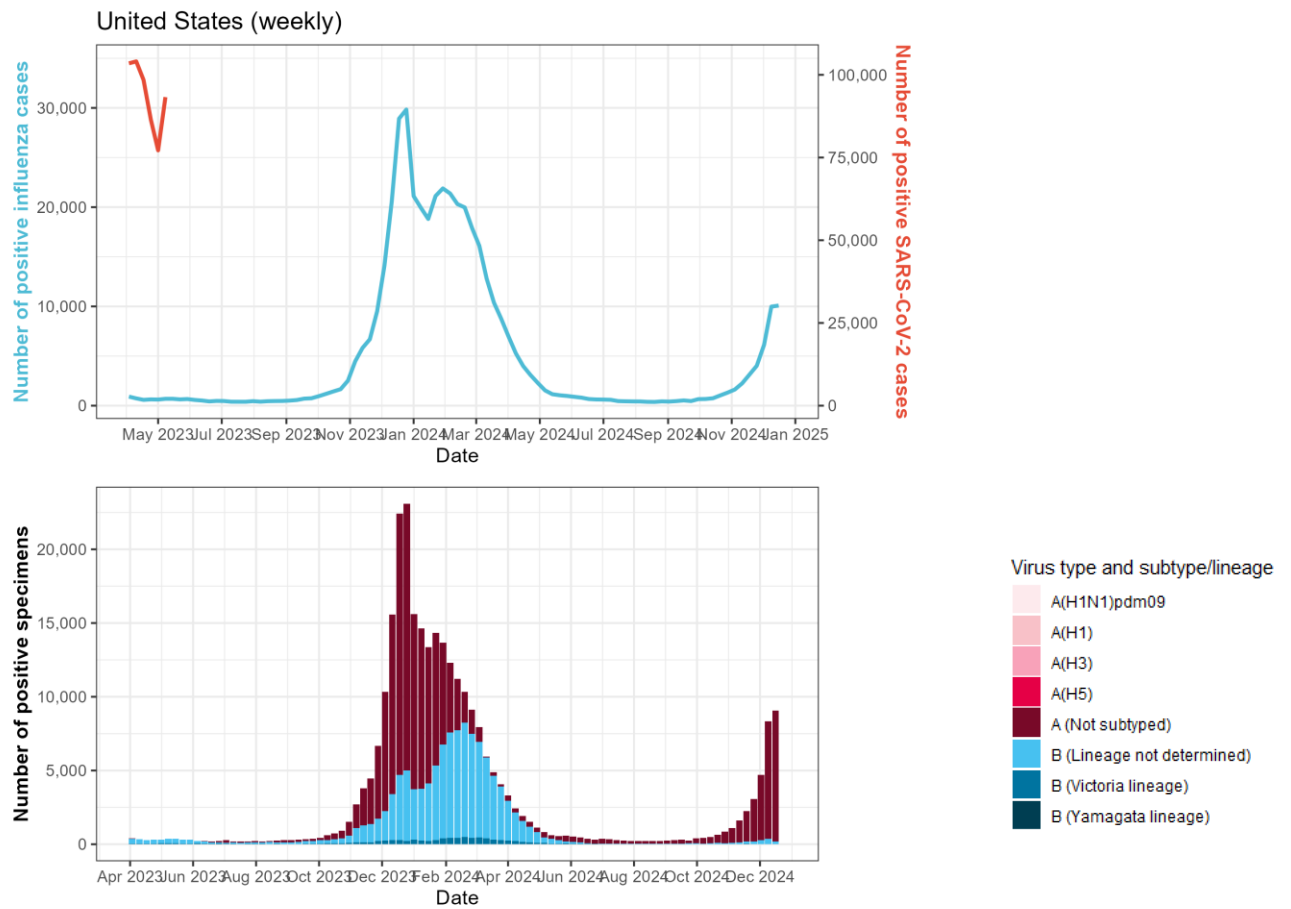 United States (weekly)
Number of positive influenza cases
30,000
20,000
10,000
0
100,000
75,000
50,000
25,000
0
Number of positive SARS-CoV-2 cases
May 2023 Jul 2023 Sep 2023 Nov 2023 Jan 2024 Mar 2024 May 2024 Jul 2024 Sep 2024 Nov 2024 Jan 2025
Date
Number of positive specimens
20,000
15,000
10,000
5,000
0
Apr 2023 Jun 2023 Aug 2023 Oct 2023 Dec 2023 Feb 2024 Apr 2024 Jun 2024 Aug 2024 Oct 2024 Dec 2024
Date
Virus type and subtype/lineage
A(H1N1)pdm09
A(H1)
A(H3)
A(H5)
A (Not subtyped)
B (Lineage not determined)
B (Victoria lineage)
B (Yamagata lineage)